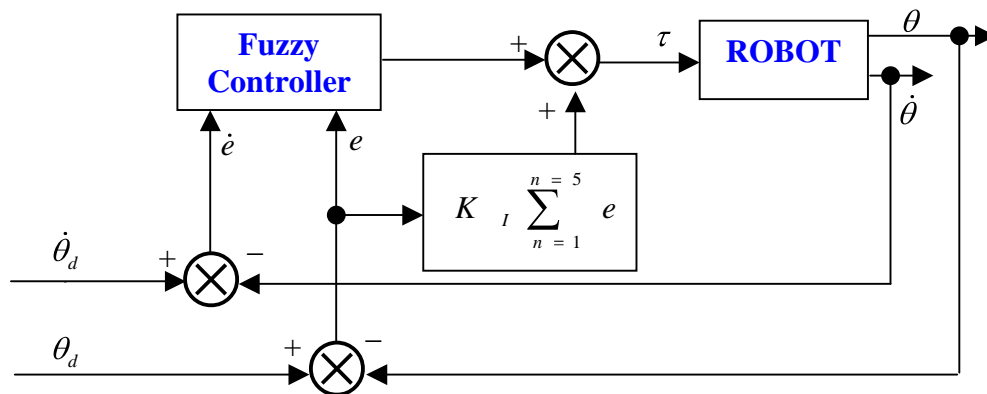 θ
Fuzzy
Controller
+
τ
ROBOT
+
θ̇
ė
e
n = 5
K I ∑ e
n = 1
θ̇d
+
−
θd
+
−